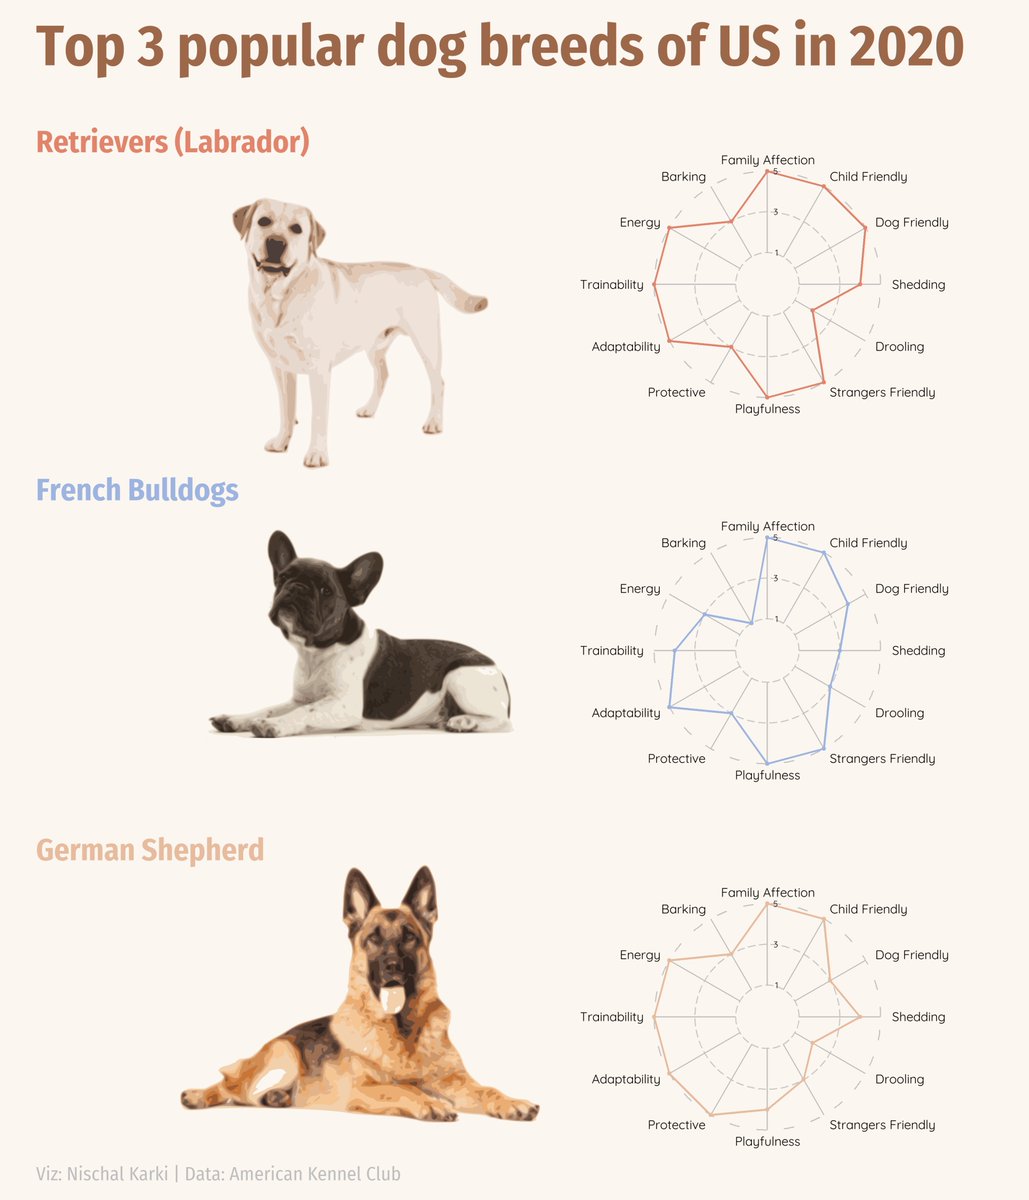 Top 3 popular dog breeds of US in 2020
Retrievers (Labrador)
Family Affection
Barking
Child Friendly
5
Energy
3
Dog Friendly
1
Trainability
Shedding
Adaptability
Drooling
Protective
Strangers Friendly
Playfulness
French Bulldogs
Family Affection
Barking
Child Friendly
5
Energy
3
Dog Friendly
1
Trainability
Shedding
Adaptability
Drooling
Protective
Strangers Friendly
Playfulness
German Shepherd
Family Affection
Barking
Child Friendly
5
Energy
3
Dog Friendly
1
Trainability
Shedding
Adaptability
Drooling
Protective
Strangers Friendly
Playfulness
Viz: Nischal Karki | Data: American Kennel Club